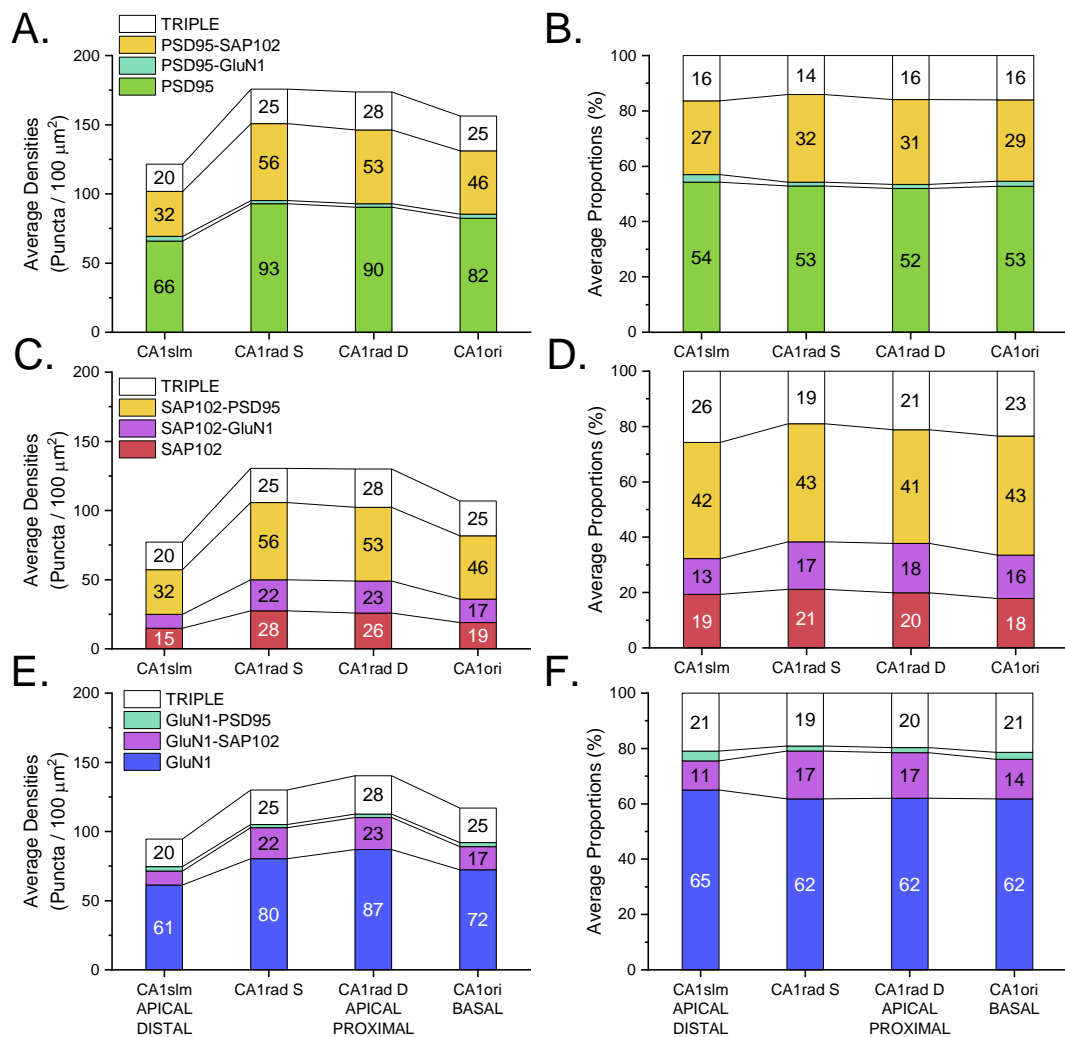 A.
TRIPLE
PSD95-SAP102
PSD95-GluN1
PSD95
Average Densities
(Puncta / 100 μm²)
200
150
100
50
0
20
32
66
25
56
93
28
53
90
25
46
82
CA1slm
CA1rad S
CA1rad D
CA1ori
B.
Average Proportions (%)
100
80
60
40
20
0
16
27
54
14
32
53
16
31
52
16
29
53
CA1slm
CA1rad S
CA1rad D
CA1ori
C.
TRIPLE
SAP102-PSD95
SAP102-GluN1
SAP102
Average Densities
(Puncta / 100 μm²)
200
150
100
50
0
20
32
15
25
56
22
28
28
53
23
26
25
46
17
19
CA1slm
CA1rad S
CA1rad D
CA1ori
D.
Average Proportions (%)
100
80
60
40
20
0
26
42
13
19
19
43
17
21
21
41
18
20
23
43
16
18
CA1slm
CA1rad S
CA1rad D
CA1ori
E.
TRIPLE
GluN1-PSD95
GluN1-SAP102
GluN1
Average Densities
(Puncta / 100 μm²)
200
150
100
50
0
20
61
25
22
80
28
23
87
25
17
72
CA1slm
APICAL
DISTAL
CA1rad S
CA1rad D
APICAL
PROXIMAL
CA1ori
BASAL
F.
Average Proportions (%)
100
80
60
40
20
0
21
11
65
19
17
62
20
17
62
21
14
62
CA1slm
APICAL
DISTAL
CA1rad S
CA1rad D
APICAL
PROXIMAL
CA1ori
BASAL